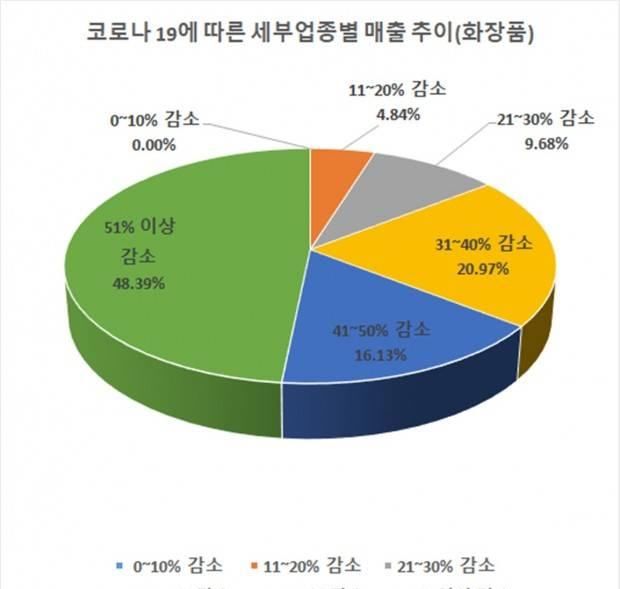 코로나 19에 따른 세부업종별 매출 추이(화장품)
0~10% 감소
0.00%
11~20% 감소
4.84%
21~30% 감소
9.68%
31~40% 감소
20.97%
41~50% 감소
16.13%
51% 이상
감소
48.39%
0~10% 감소
11~20% 감소
21~30% 감소